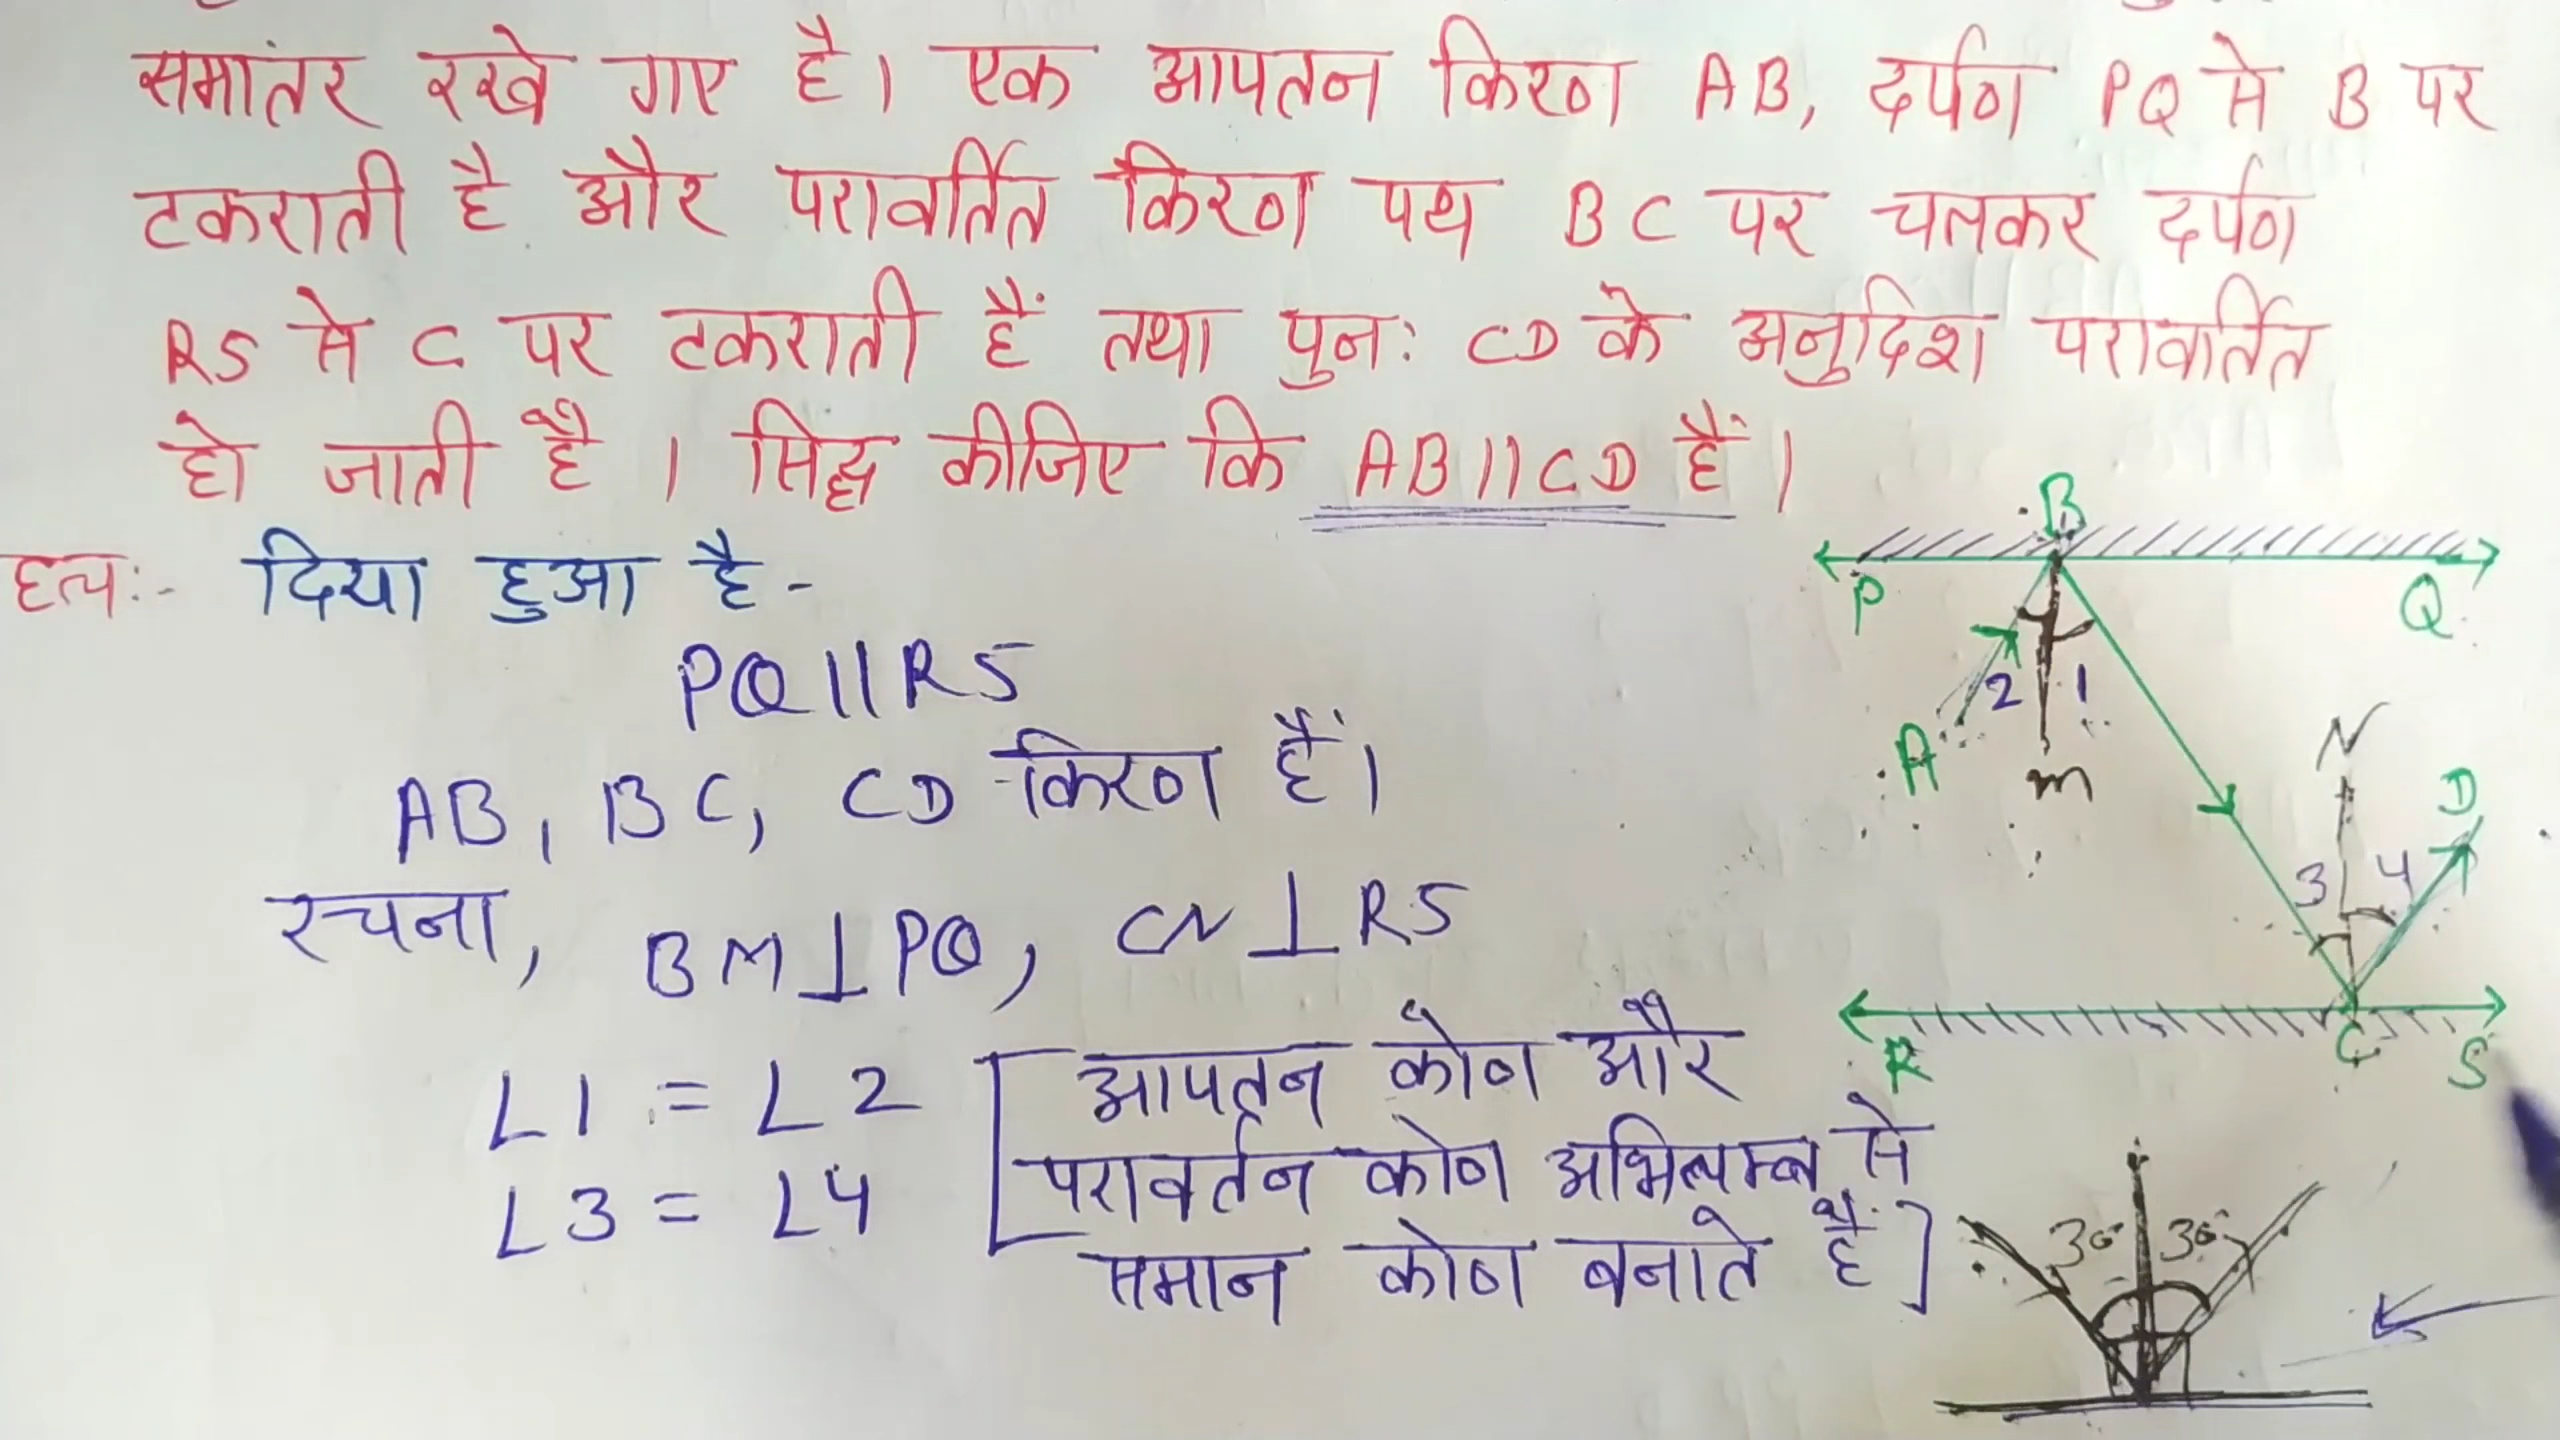 समांतर रखे गए है। एक आपतन किरण AB, दर्पण PQ से B पर
टकराती है और परावर्तित किरण पथ BC पर चलकर दर्पण
RS से C पर टकराती हैं तथा पुनः CD के अनुदिश परावर्तित
हो जाती है। सिद्ध कीजिए कि AB||CD हैं।
हल:- दिया हुआ है-
PQ||RS
AB, BC, CD किरण हैं।
रचना, BM⊥PQ, CN⊥RS
∠1 = ∠2 [आपतन कोण और
∠3 = ∠4 परावर्तन कोण अभिलम्ब से
समान कोण बनाते हैं]
B
P Q
2 1
A m
N
D
3 4
R C S
30° 30°